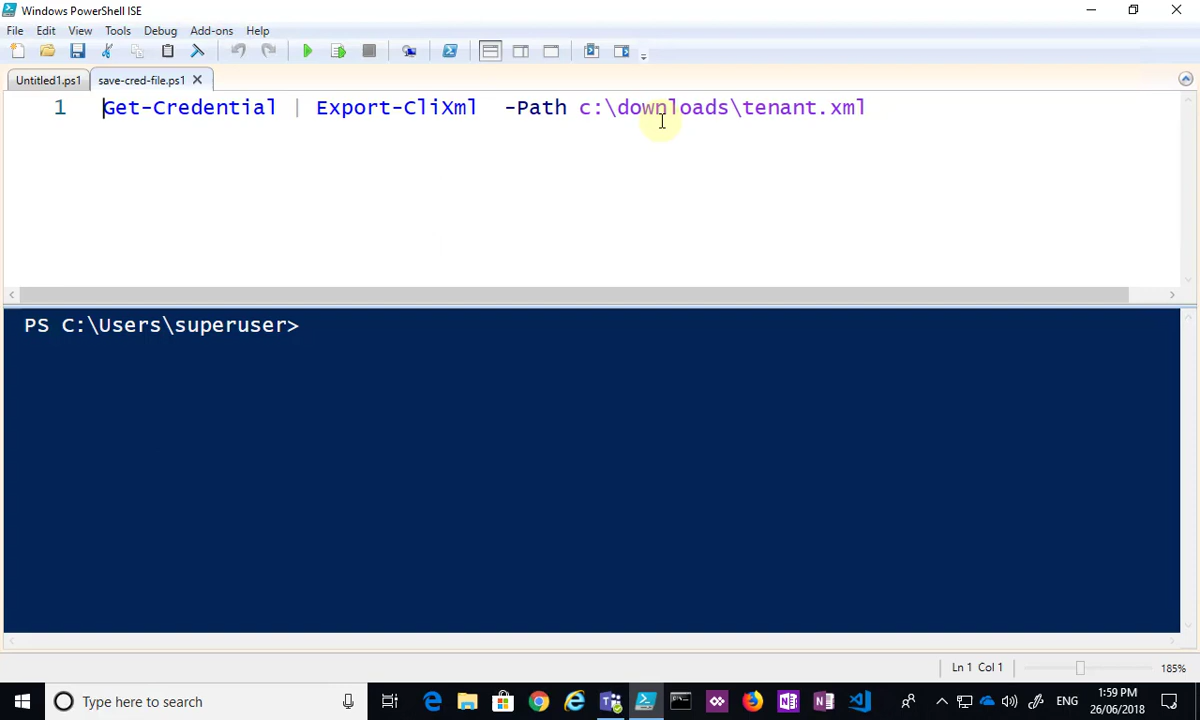 Windows PowerShell ISE
File Edit View Tools Debug Add-ons Help
Untitled1.ps1 save-cred-file.ps1
1 Get-Credential | Export-CliXml  -Path c:\downloads\tenant.xml
PS C:\Users\superuser>
Ln 1 Col 1 185%
Type here to search
ENG
1:59 PM
26/06/2018